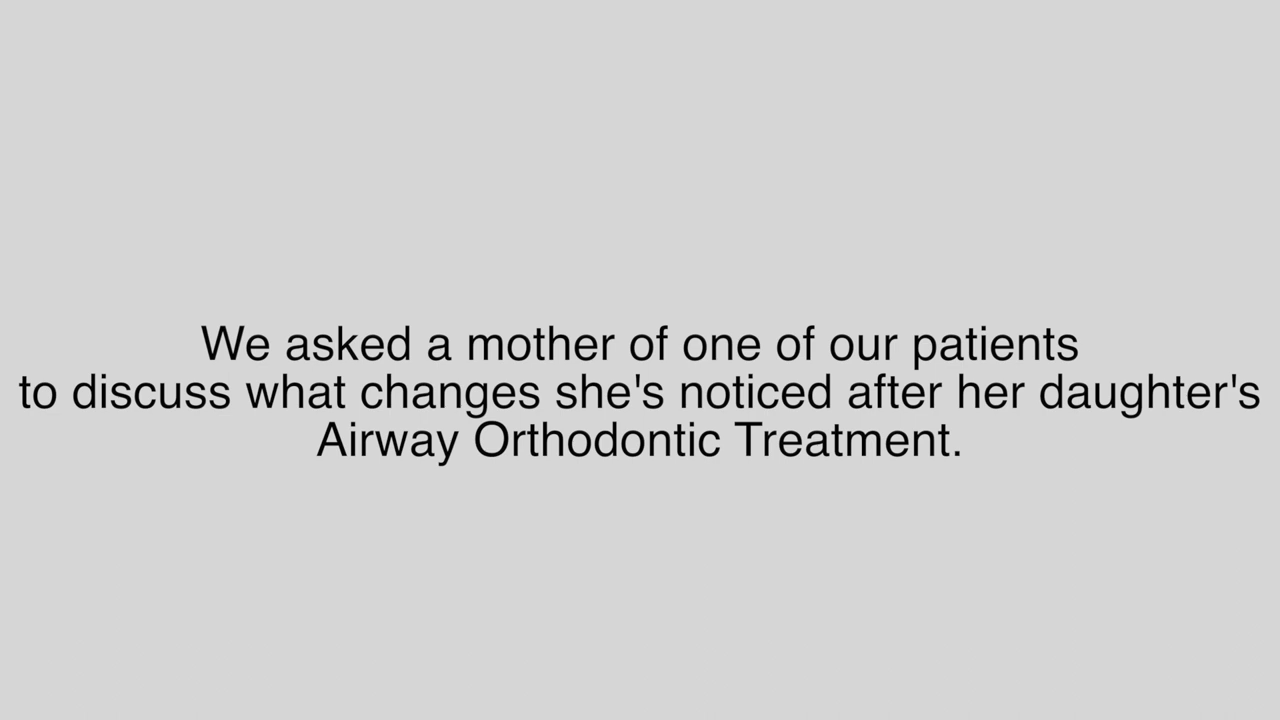 We asked a mother of one of our patients
to discuss what changes she's noticed after her daughter's
Airway Orthodontic Treatment.